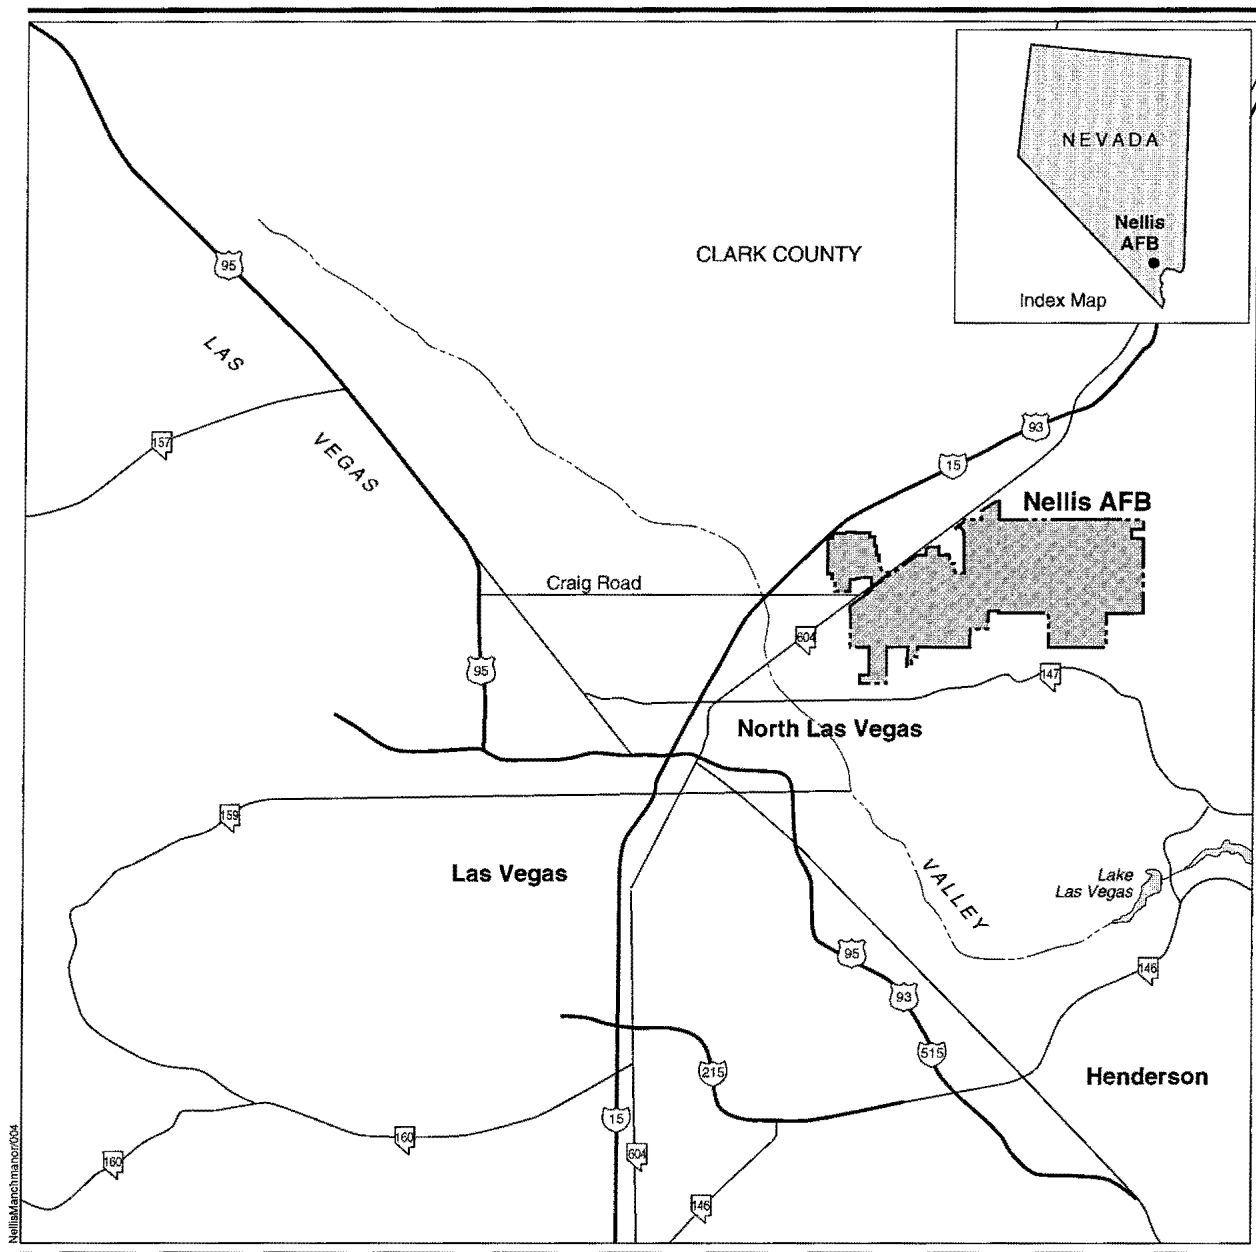 NEVADA
Nellis
AFB
Index Map
CLARK COUNTY
95
LAS
157
VEGAS
93
15
Nellis AFB
Craig Road
604
95
147
North Las Vegas
159
Las Vegas
VALLEY
Lake
Las Vegas
95
146
93
515
215
Henderson
15
160
604
160
146
NellisManchmanor/004